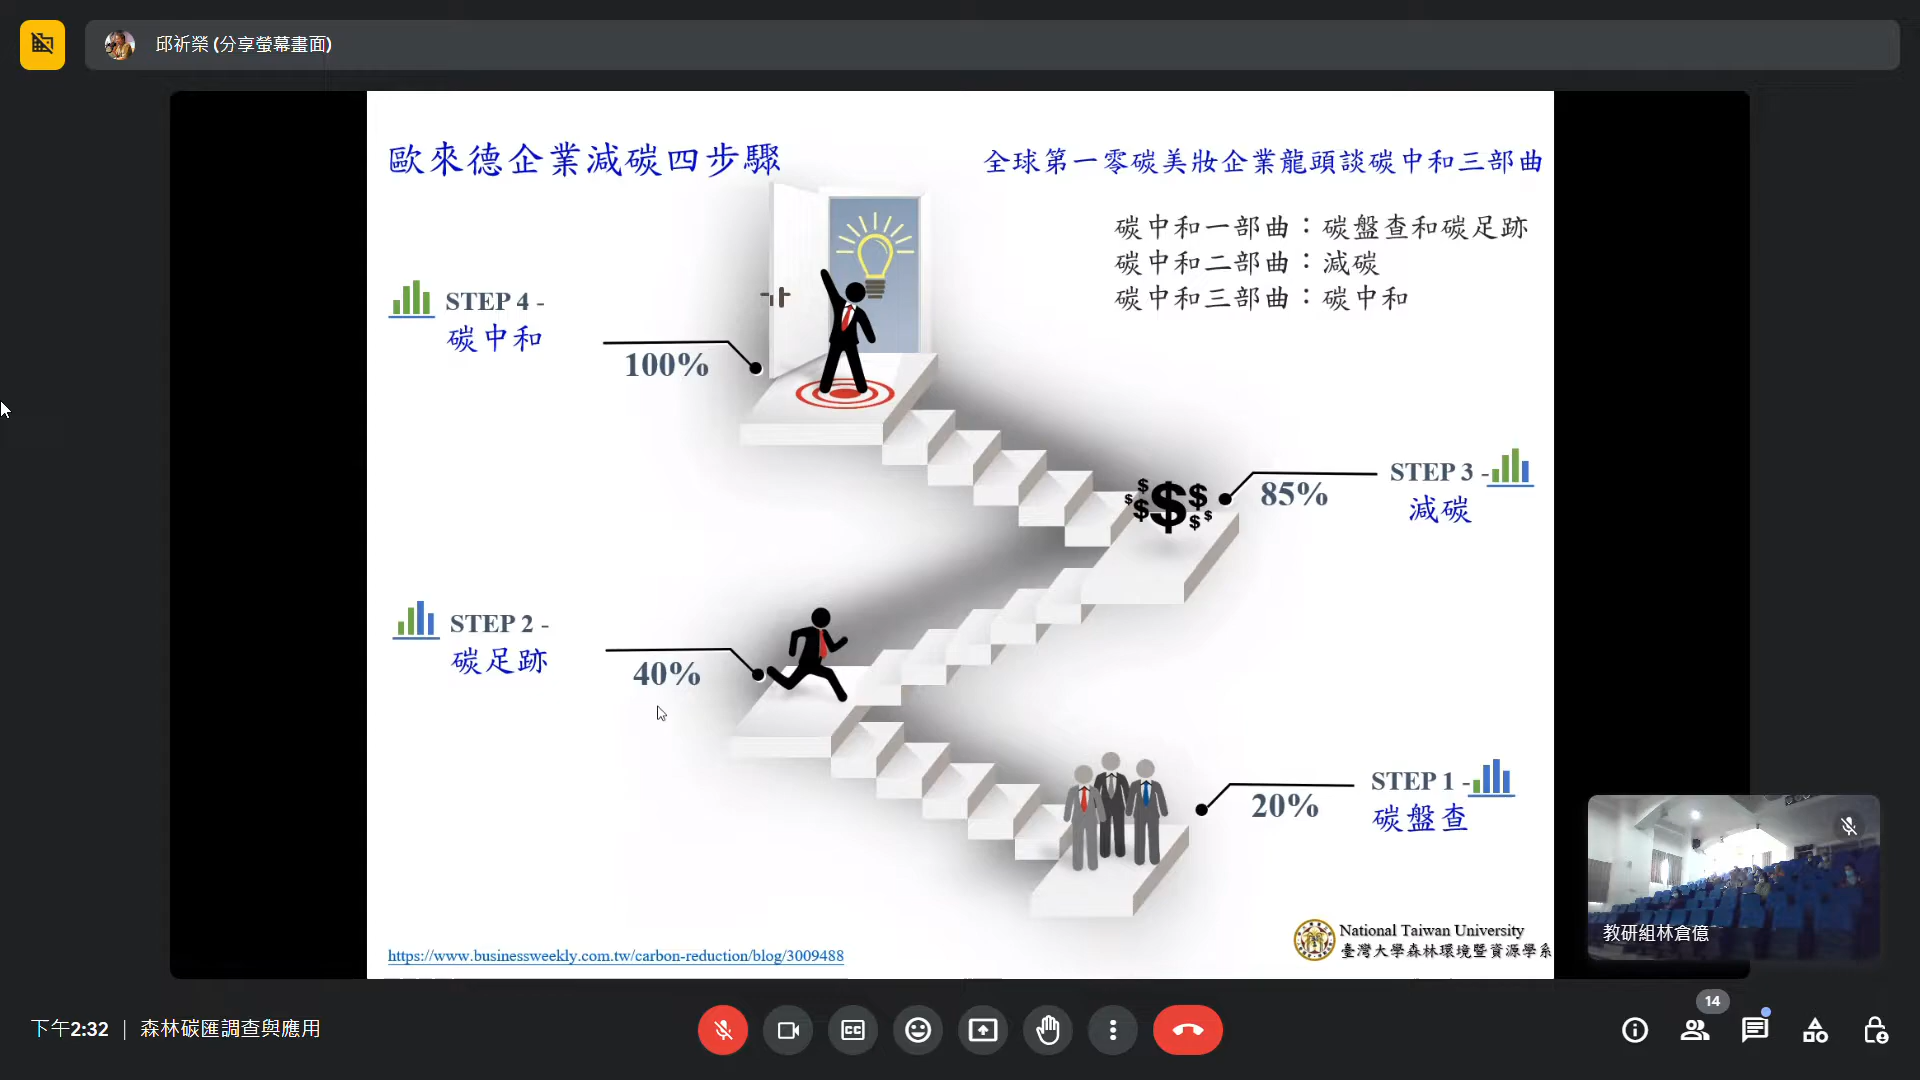 邱祈榮 (分享螢幕畫面)
歐來德企業減碳四步驟
全球第一零碳美妝企業龍頭談碳中和三部曲
碳中和一部曲：碳盤查和碳足跡
碳中和二部曲：減碳
碳中和三部曲：碳中和
STEP 4 -
碳中和
100%
STEP 3 -
減碳
85%
STEP 2 -
碳足跡
40%
STEP 1 -
碳盤查
20%
https://www.businessweekly.com.tw/carbon-reduction/blog/3009488
National Taiwan University
臺灣大學森林環境暨資源學系
教研組林倉億
下午2:32 | 森林碳匯調查與應用
14